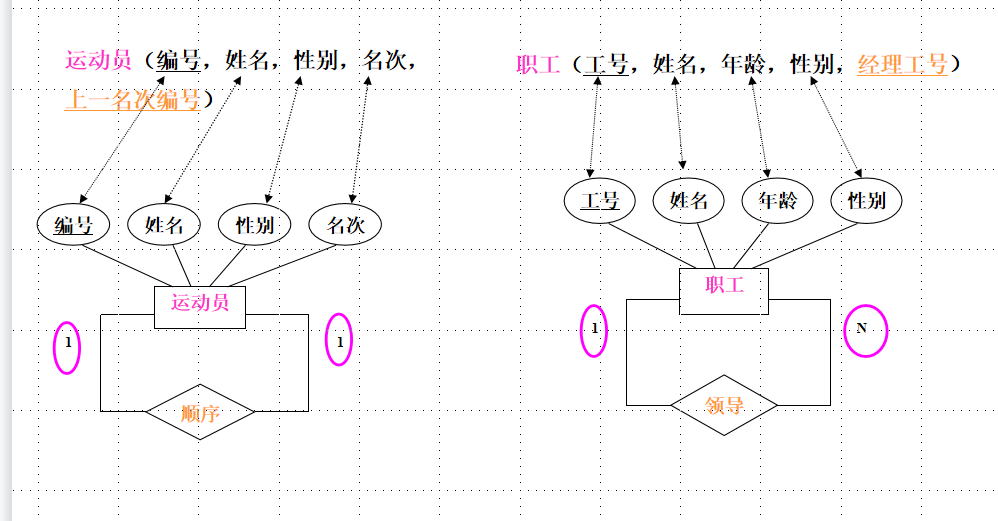 运动员（编号，姓名，性别，名次，
上一名次编号）
职工（工号，姓名，年龄，性别，经理工号）
编号
姓名
性别
名次
运动员
1
1
顺序
工号
姓名
年龄
性别
职工
1
N
领导